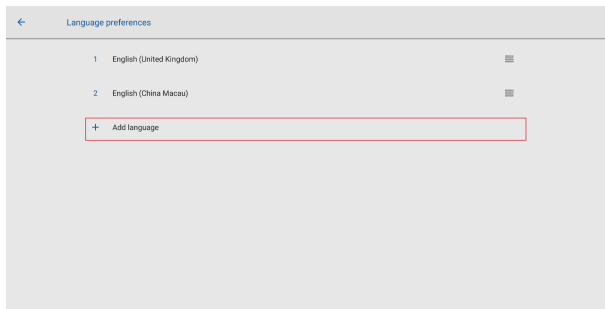 Language preferences
1 English (United Kingdom)
2 English (China Macau)
+ Add language